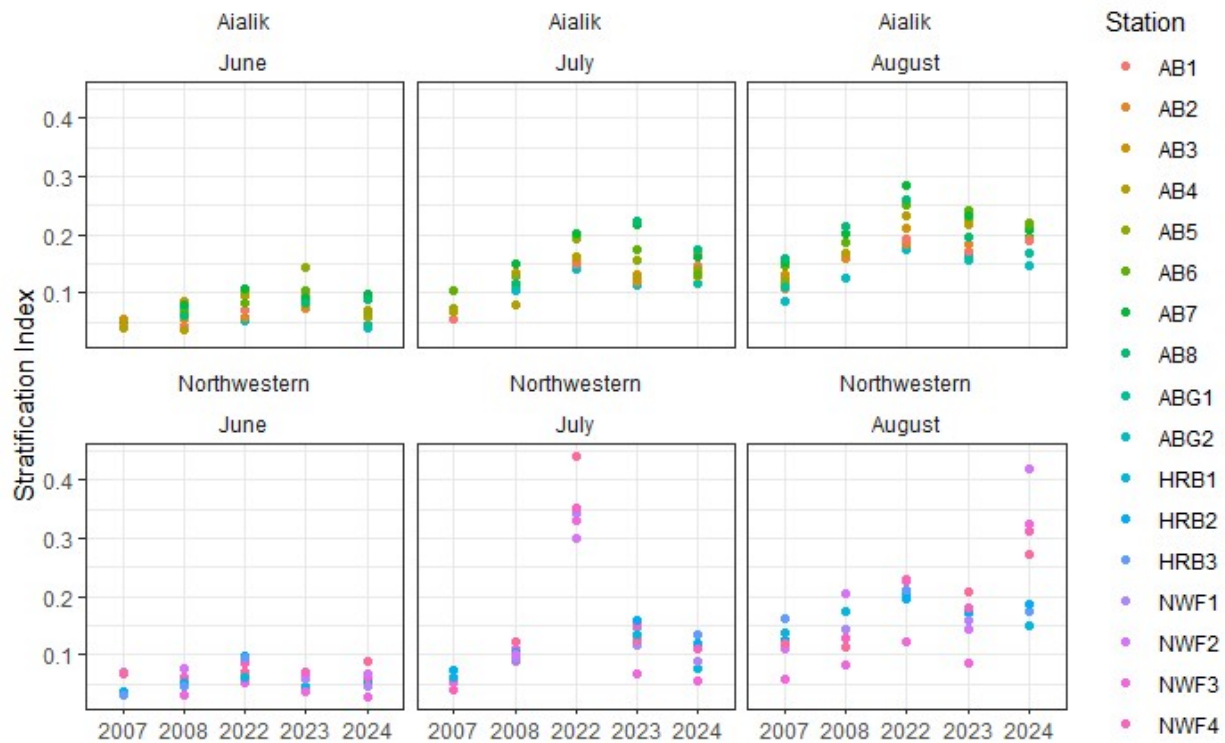 Aialik Aialik Aialik
June July August
Station
AB1
AB2
AB3
AB4
AB5
AB6
AB7
AB8
ABG1
ABG2
HRB1
HRB2
HRB3
NWF1
NWF2
NWF3
NWF4
Stratification Index
0.4
0.3
0.2
0.1
Northwestern Northwestern Northwestern
June July August
0.4
0.3
0.2
0.1
2007 2008 2022 2023 2024 2007 2008 2022 2023 2024 2007 2008 2022 2023 2024